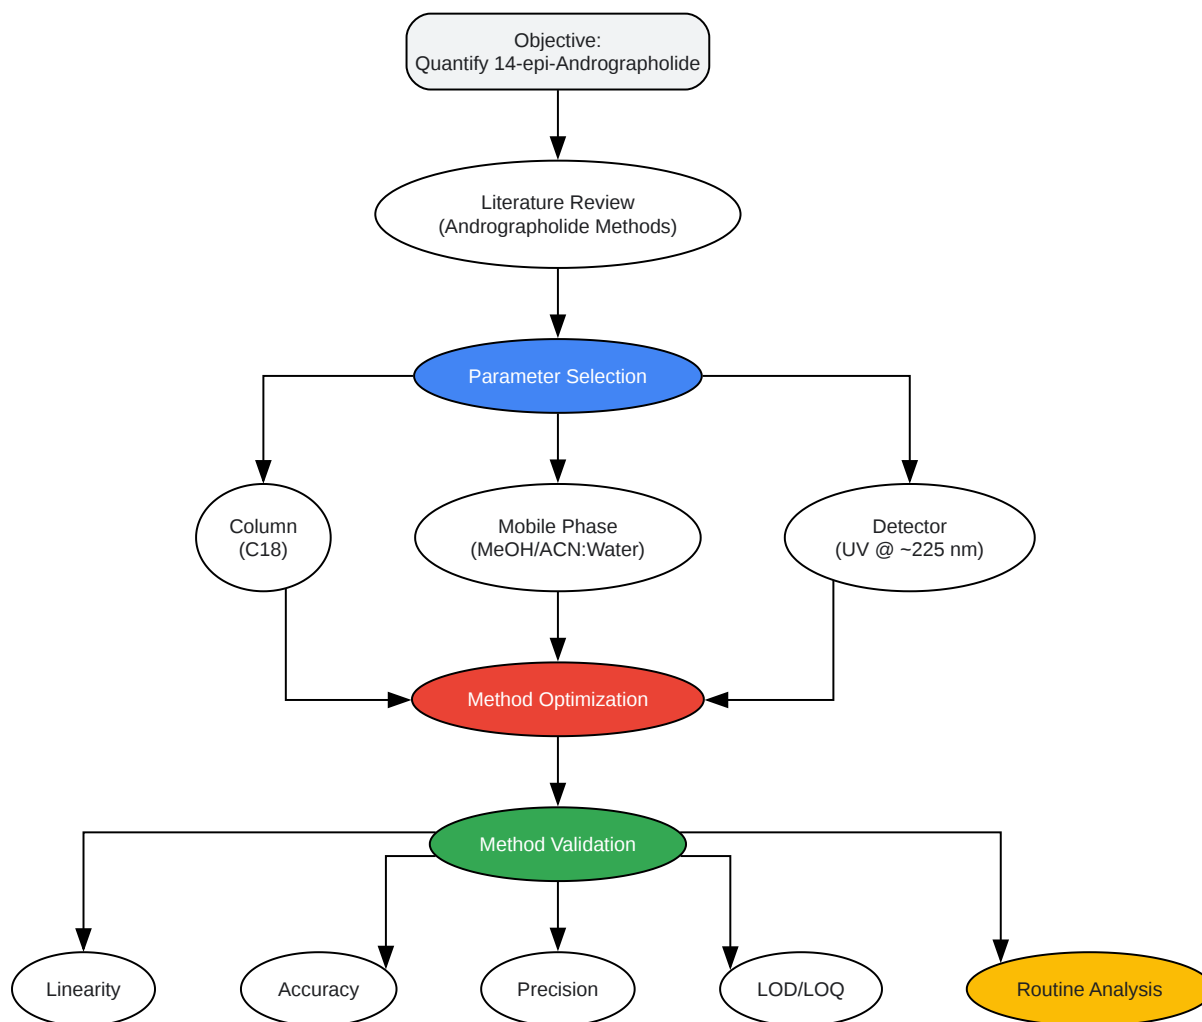 Objective:
Quantify 14-epi-Andrographolide
Literature Review
(Andrographolide Methods)
Parameter Selection
Column
(C18)
Mobile Phase
(MeOH/ACN:Water)
Detector
(UV @ ~225 nm)
Method Optimization
Method Validation
Linearity
Accuracy
Precision
LOD/LOQ
Routine Analysis